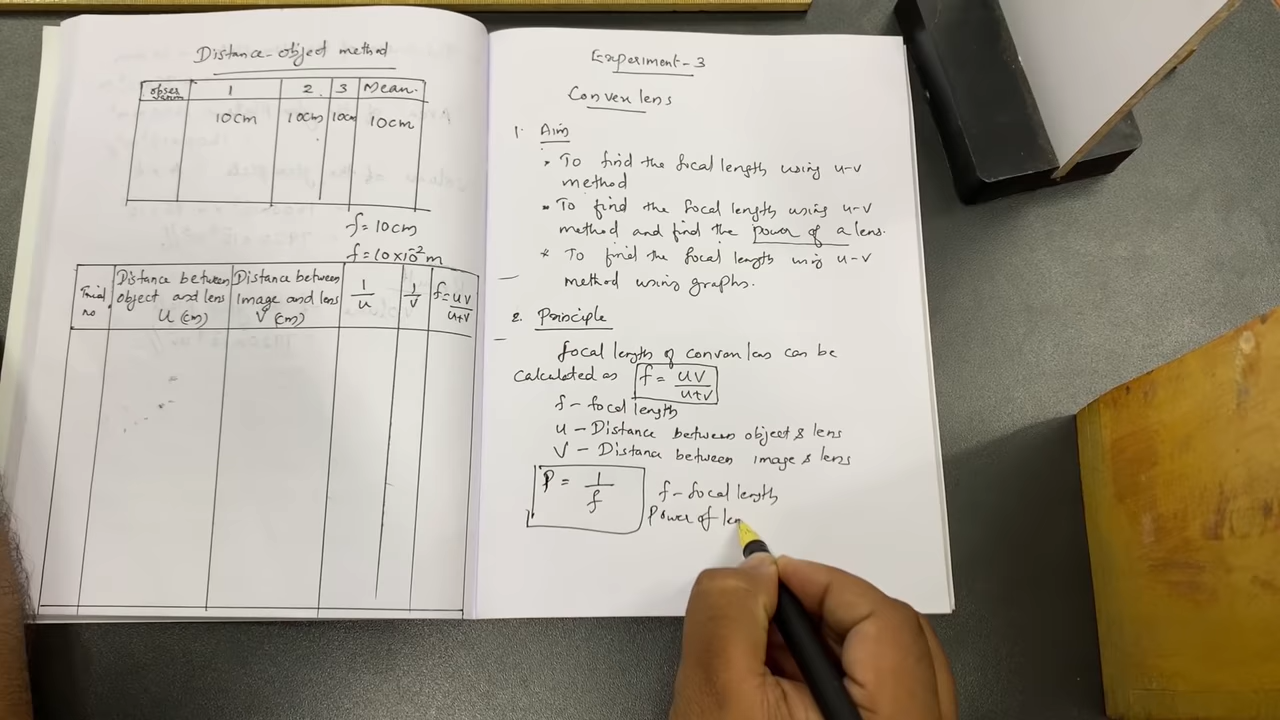 Distance-object method
obser
vation
1
2.
3
Mean.
10cm
10cm
10cm
10cm
f= 10cm
f= 10×10⁻²m
Trial
no
Distance between
object and lens
u (cm)
Distance between
image and lens
V (cm)
1/u
1/v
f= uv/u+v
Experiment-3
Convex lens
1. Aim
* To find the focal length using u-v
method
* To find the focal length using u-v
method and find the power of a lens.
* To find the focal length using u-v
method using graphs.
2. Principle
focal length of convex lens can be
Calculated as f = uv/u+v
f- focal length
u - Distance between object & lens
V - Distance between image & lens
P = 1/f
f- focal length
Power of len